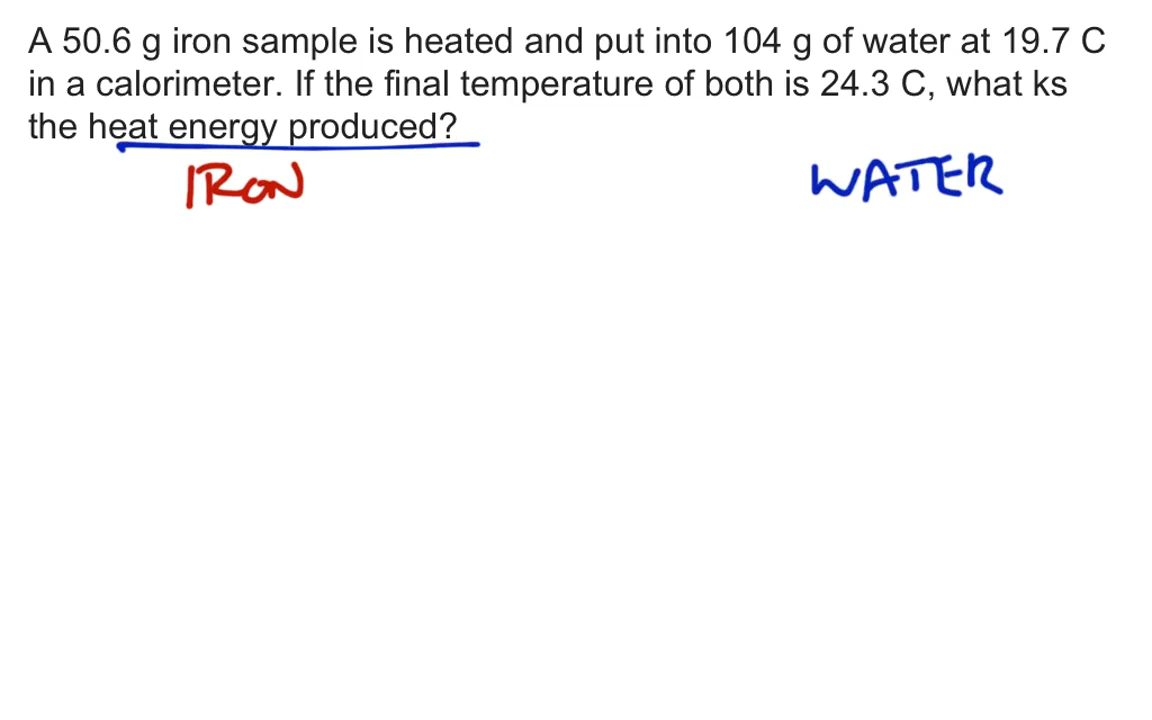 A 50.6 g iron sample is heated and put into 104 g of water at 19.7 C
in a calorimeter. If the final temperature of both is 24.3 C, what ks
the heat energy produced?
IRON WATER